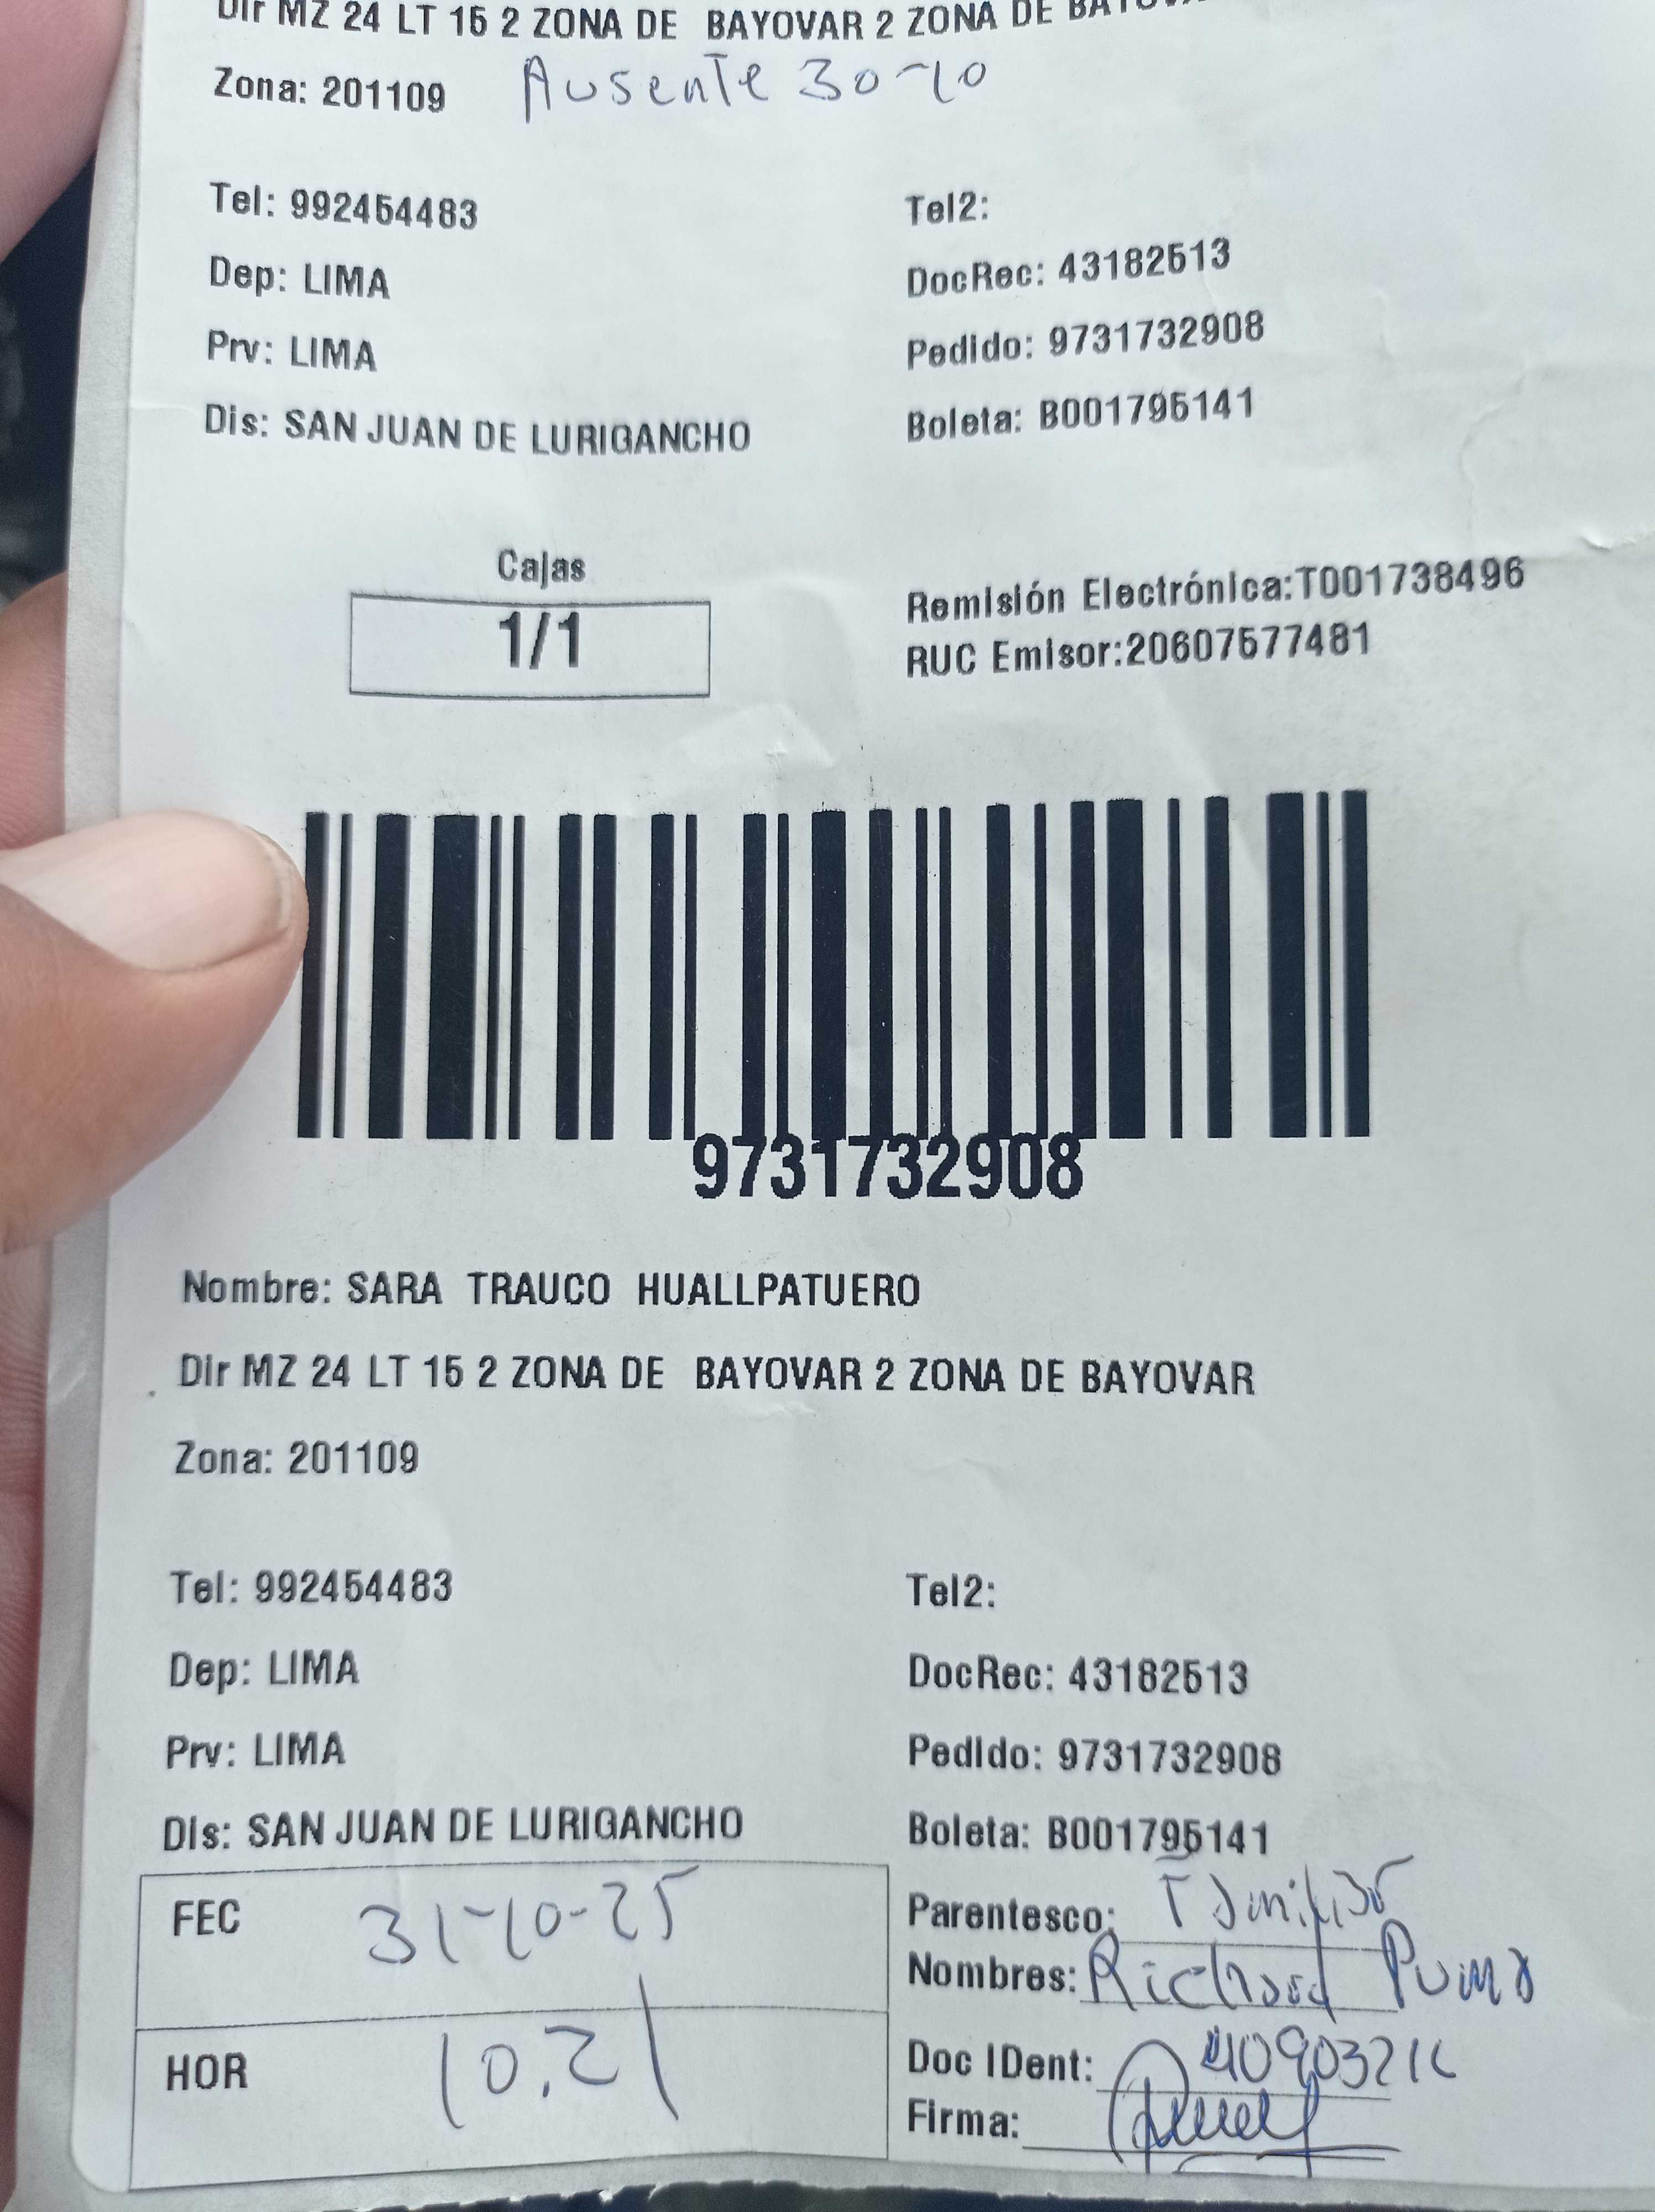 Dir MZ 24 LT 15 2 ZONA DE BAYOVAR 2 ZONA DE BAYOVA
Zona: 201109 Ausente 30-10
Tel: 992454483 Tel2:
Dep: LIMA DocRec: 43182513
Prv: LIMA Pedido: 9731732908
Dis: SAN JUAN DE LURIGANCHO Boleta: B001795141
Cajas
1/1
Remisión Electrónica:T001738496
RUC Emisor:20607577481
9731732908
Nombre: SARA TRAUCO HUALLPATUERO
Dir MZ 24 LT 15 2 ZONA DE BAYOVAR 2 ZONA DE BAYOVAR
Zona: 201109
Tel: 992454483 Tel2:
Dep: LIMA DocRec: 43182513
Prv: LIMA Pedido: 9731732908
Dis: SAN JUAN DE LURIGANCHO Boleta: B001795141
FEC 31-10-25
Parentesco: Familiar
Nombres: Richard Puma
HOR 10.21
Doc IDent:
Firma: